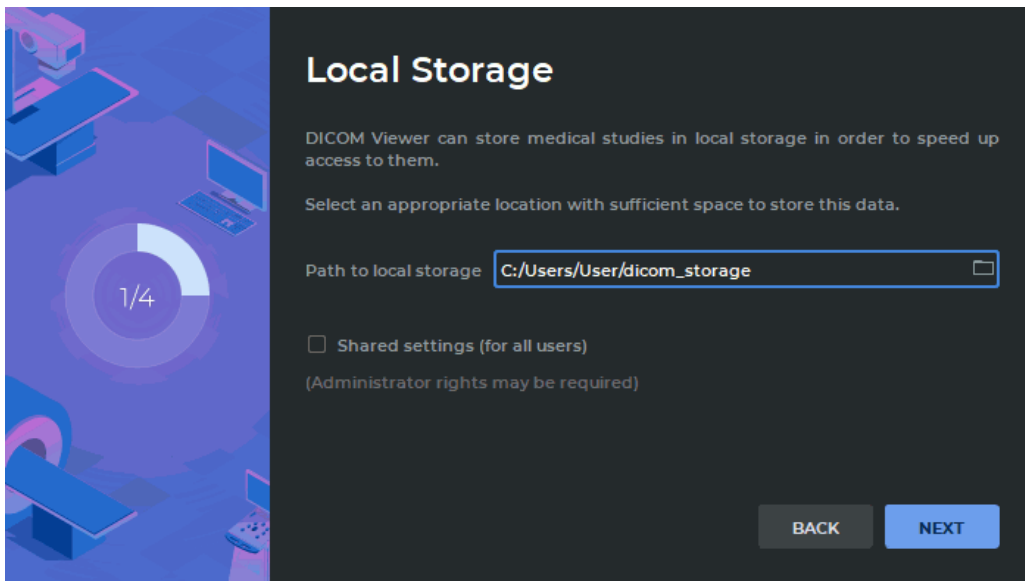 Local Storage
DICOM Viewer can store medical studies in local storage in order to speed up
access to them.
Select an appropriate location with sufficient space to store this data.
Path to local storage C:/Users/User/dicom_storage
1/4
Shared settings (for all users)
(Administrator rights may be required)
BACK NEXT